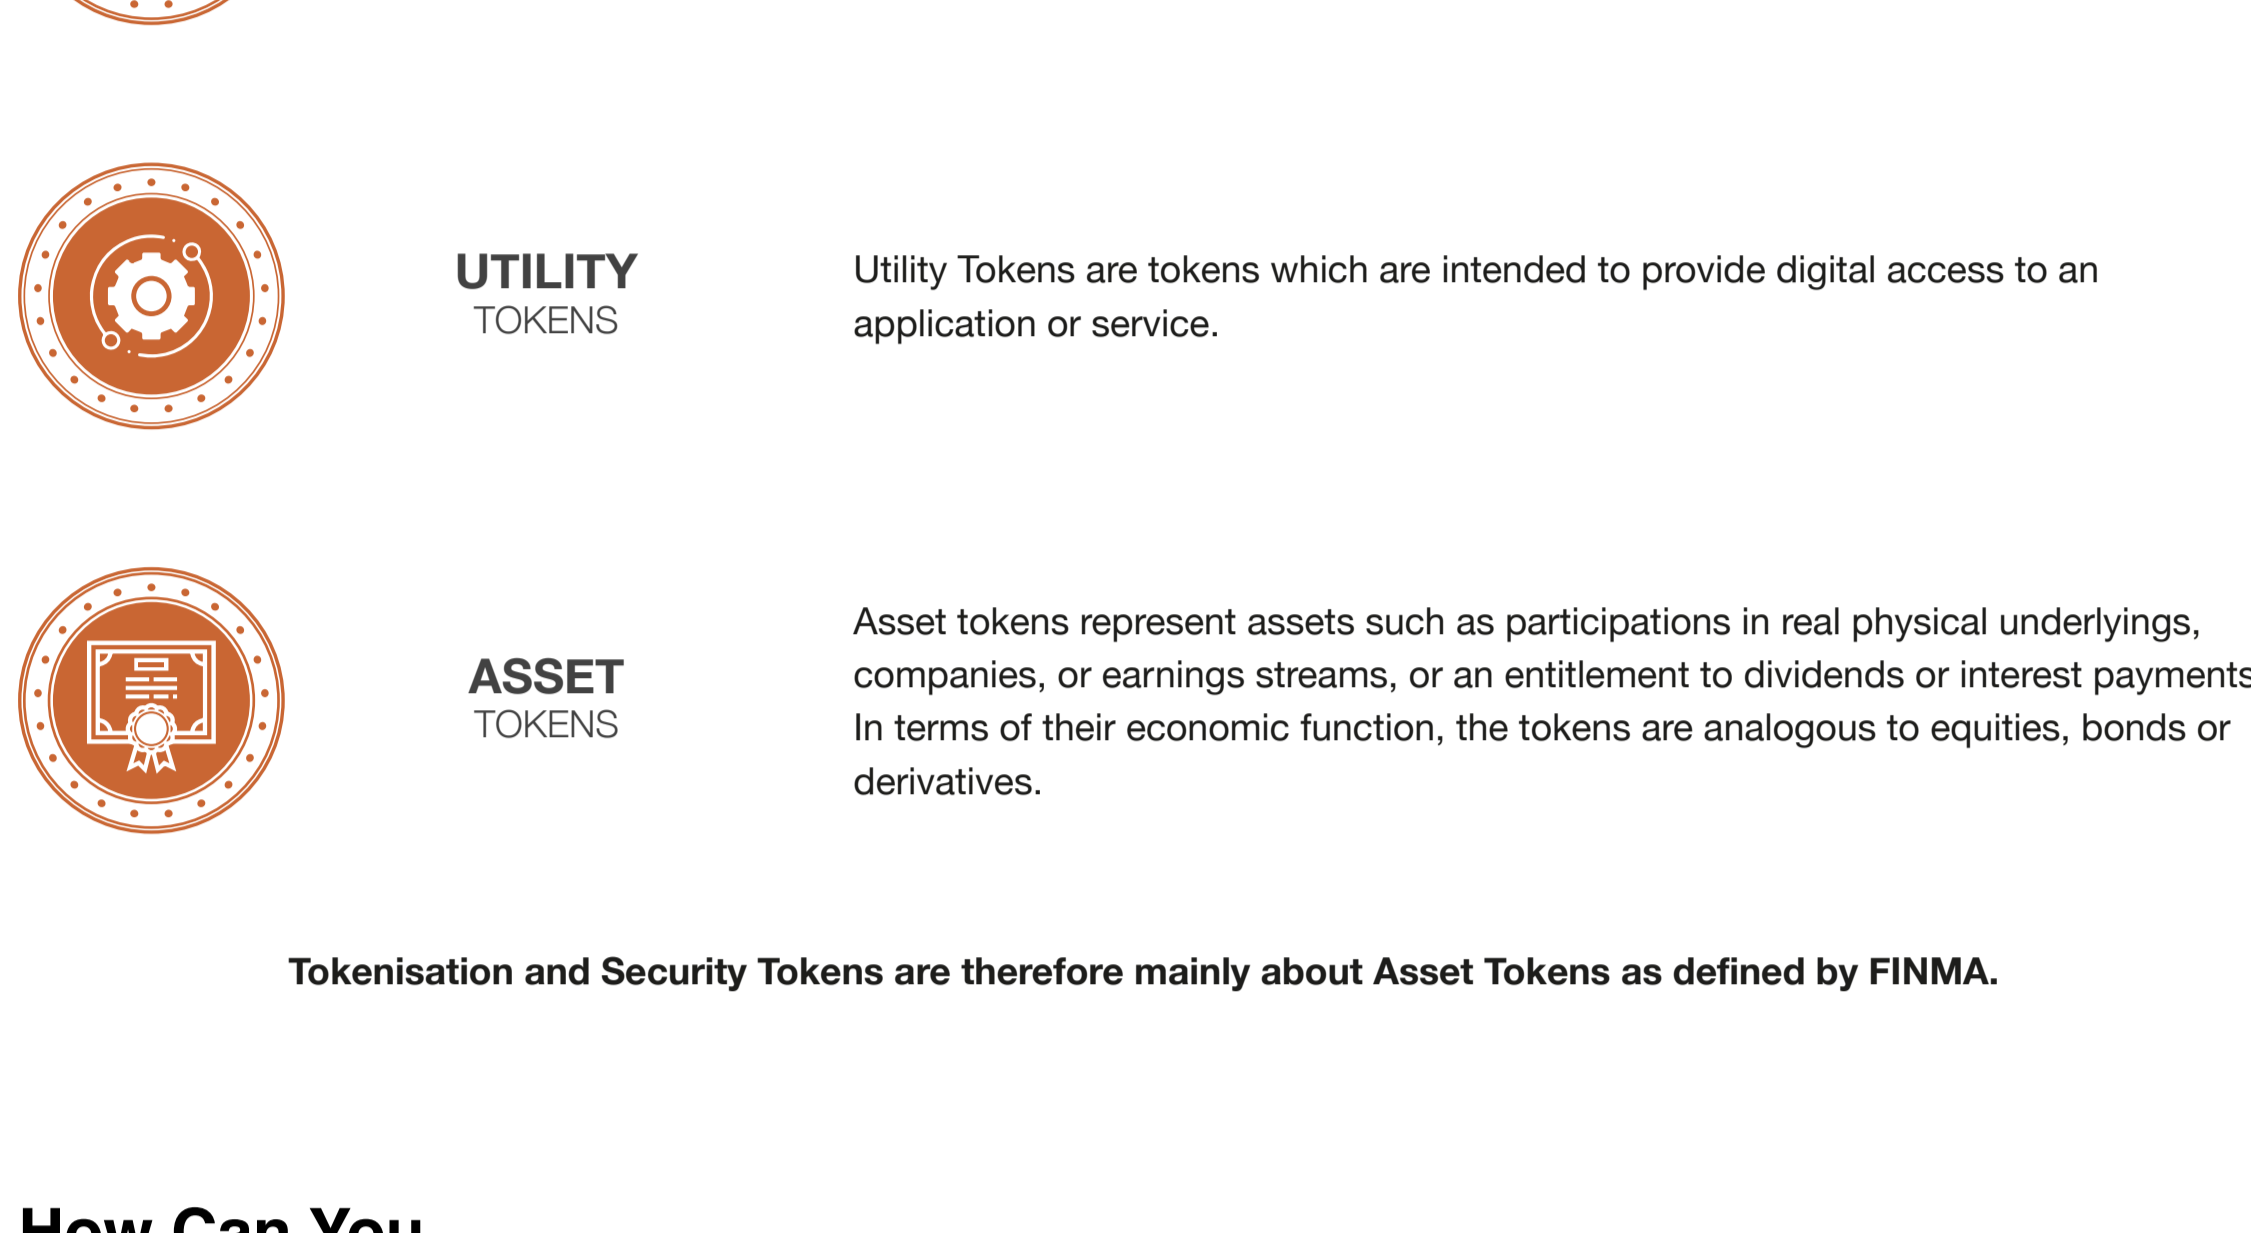 UTILITY
TOKENS
Utility Tokens are tokens which are intended to provide digital access to an
application or service.
ASSET
TOKENS
Asset tokens represent assets such as participations in real physical underlyings,
companies, or earnings streams, or an entitlement to dividends or interest payments
In terms of their economic function, the tokens are analogous to equities, bonds or
derivatives.
Tokenisation and Security Tokens are therefore mainly about Asset Tokens as defined by FINMA.
How Can You